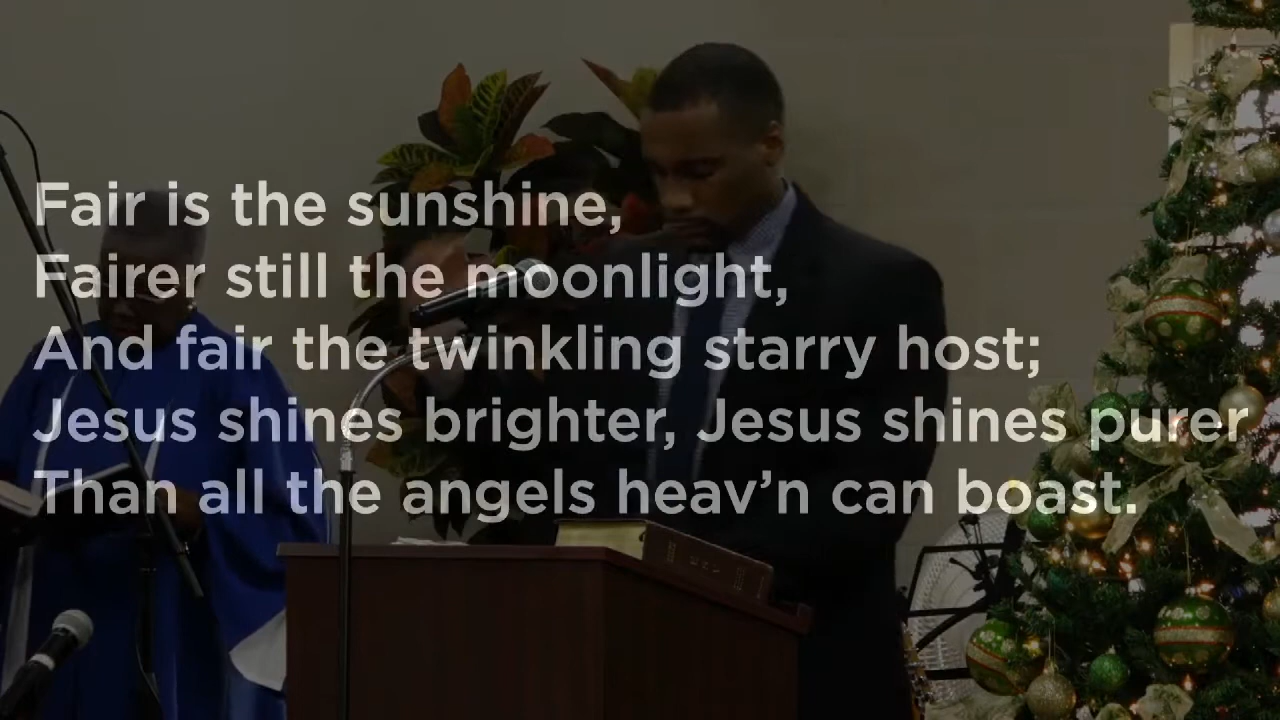 Fair is the sunshine,
Fairer still the moonlight,
And fair the twinkling starry host;
Jesus shines brighter, Jesus shines purer
Than all the angels heav’n can boast.